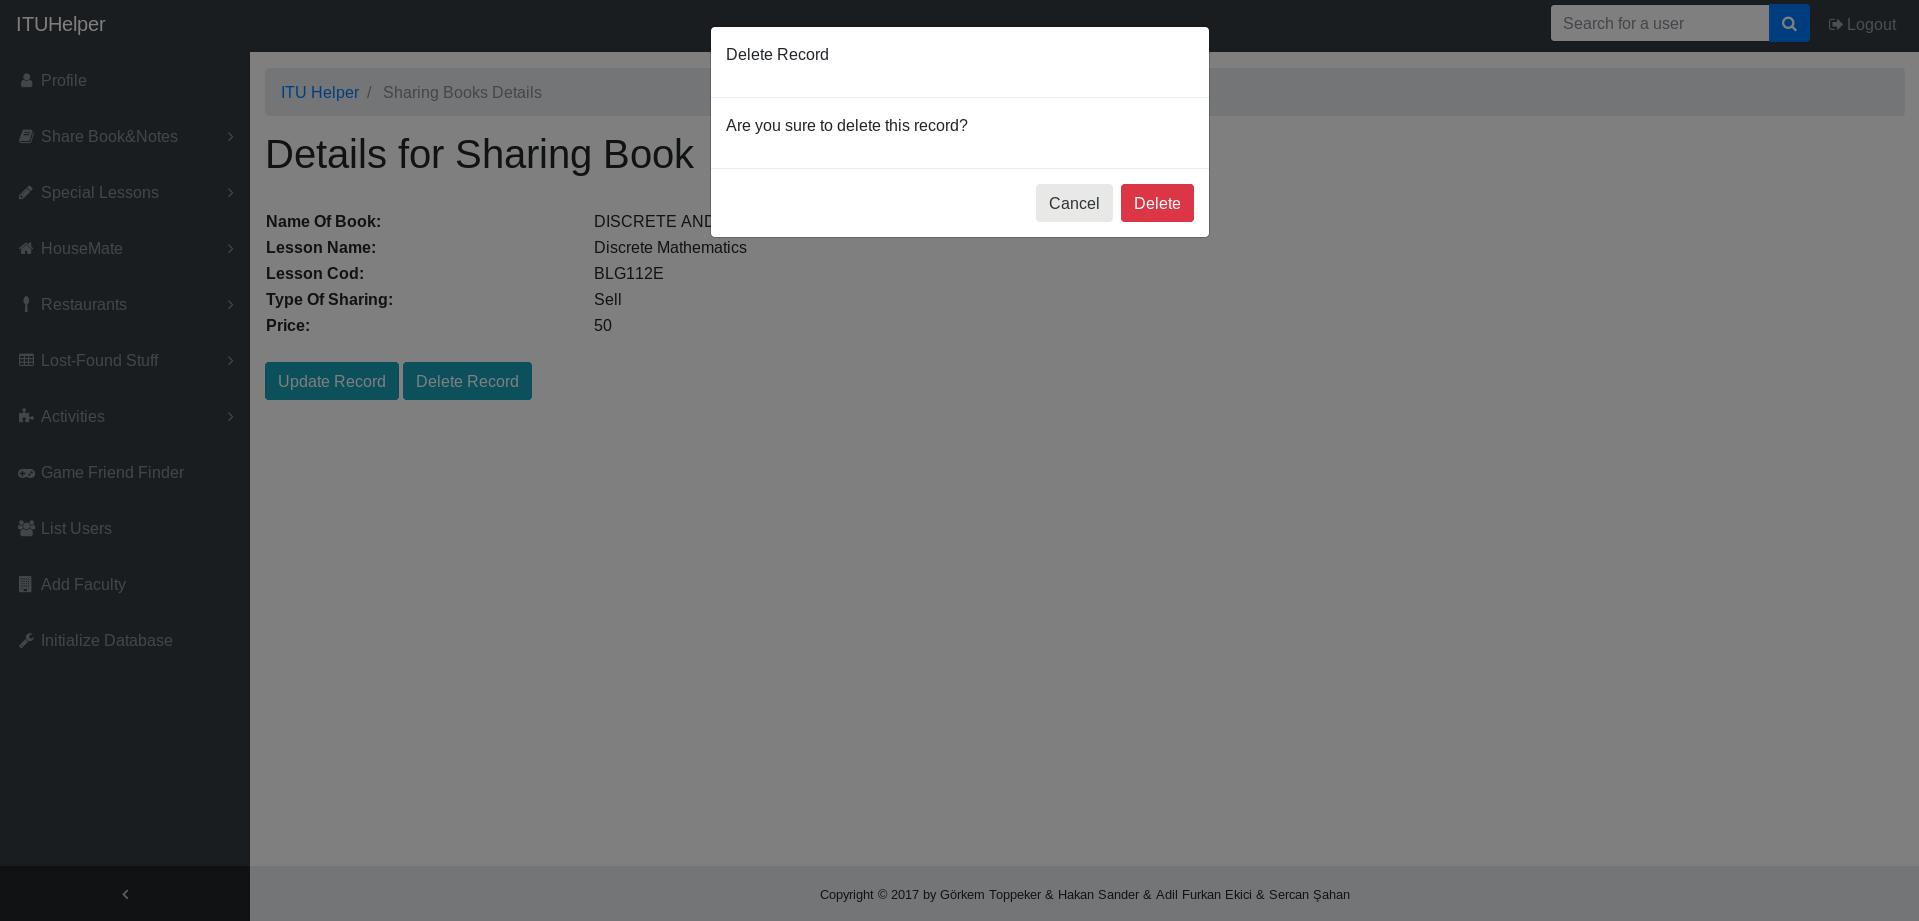 ITUHelper
Search for a user
Logout
Profile
Share Book&Notes
Special Lessons
HouseMate
Restaurants
Lost-Found Stuff
Activities
Game Friend Finder
List Users
Add Faculty
Initialize Database
ITU Helper / Sharing Books Details
Details for Sharing Book
Name Of Book: DISCRETE AND
Lesson Name: Discrete Mathematics
Lesson Cod: BLG112E
Type Of Sharing: Sell
Price: 50
Update Record Delete Record
Delete Record
Are you sure to delete this record?
Cancel Delete
Copyright © 2017 by Görkem Toppeker & Hakan Sander & Adil Furkan Ekici & Sercan Şahan